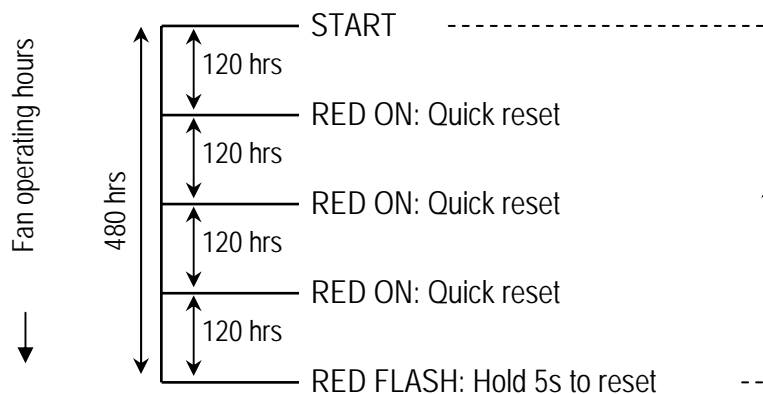 START
120 hrs
RED ON: Quick reset
120 hrs
RED ON: Quick reset
120 hrs
RED ON: Quick reset
120 hrs
RED FLASH: Hold 5s to reset
480 hrs
Fan operating hours